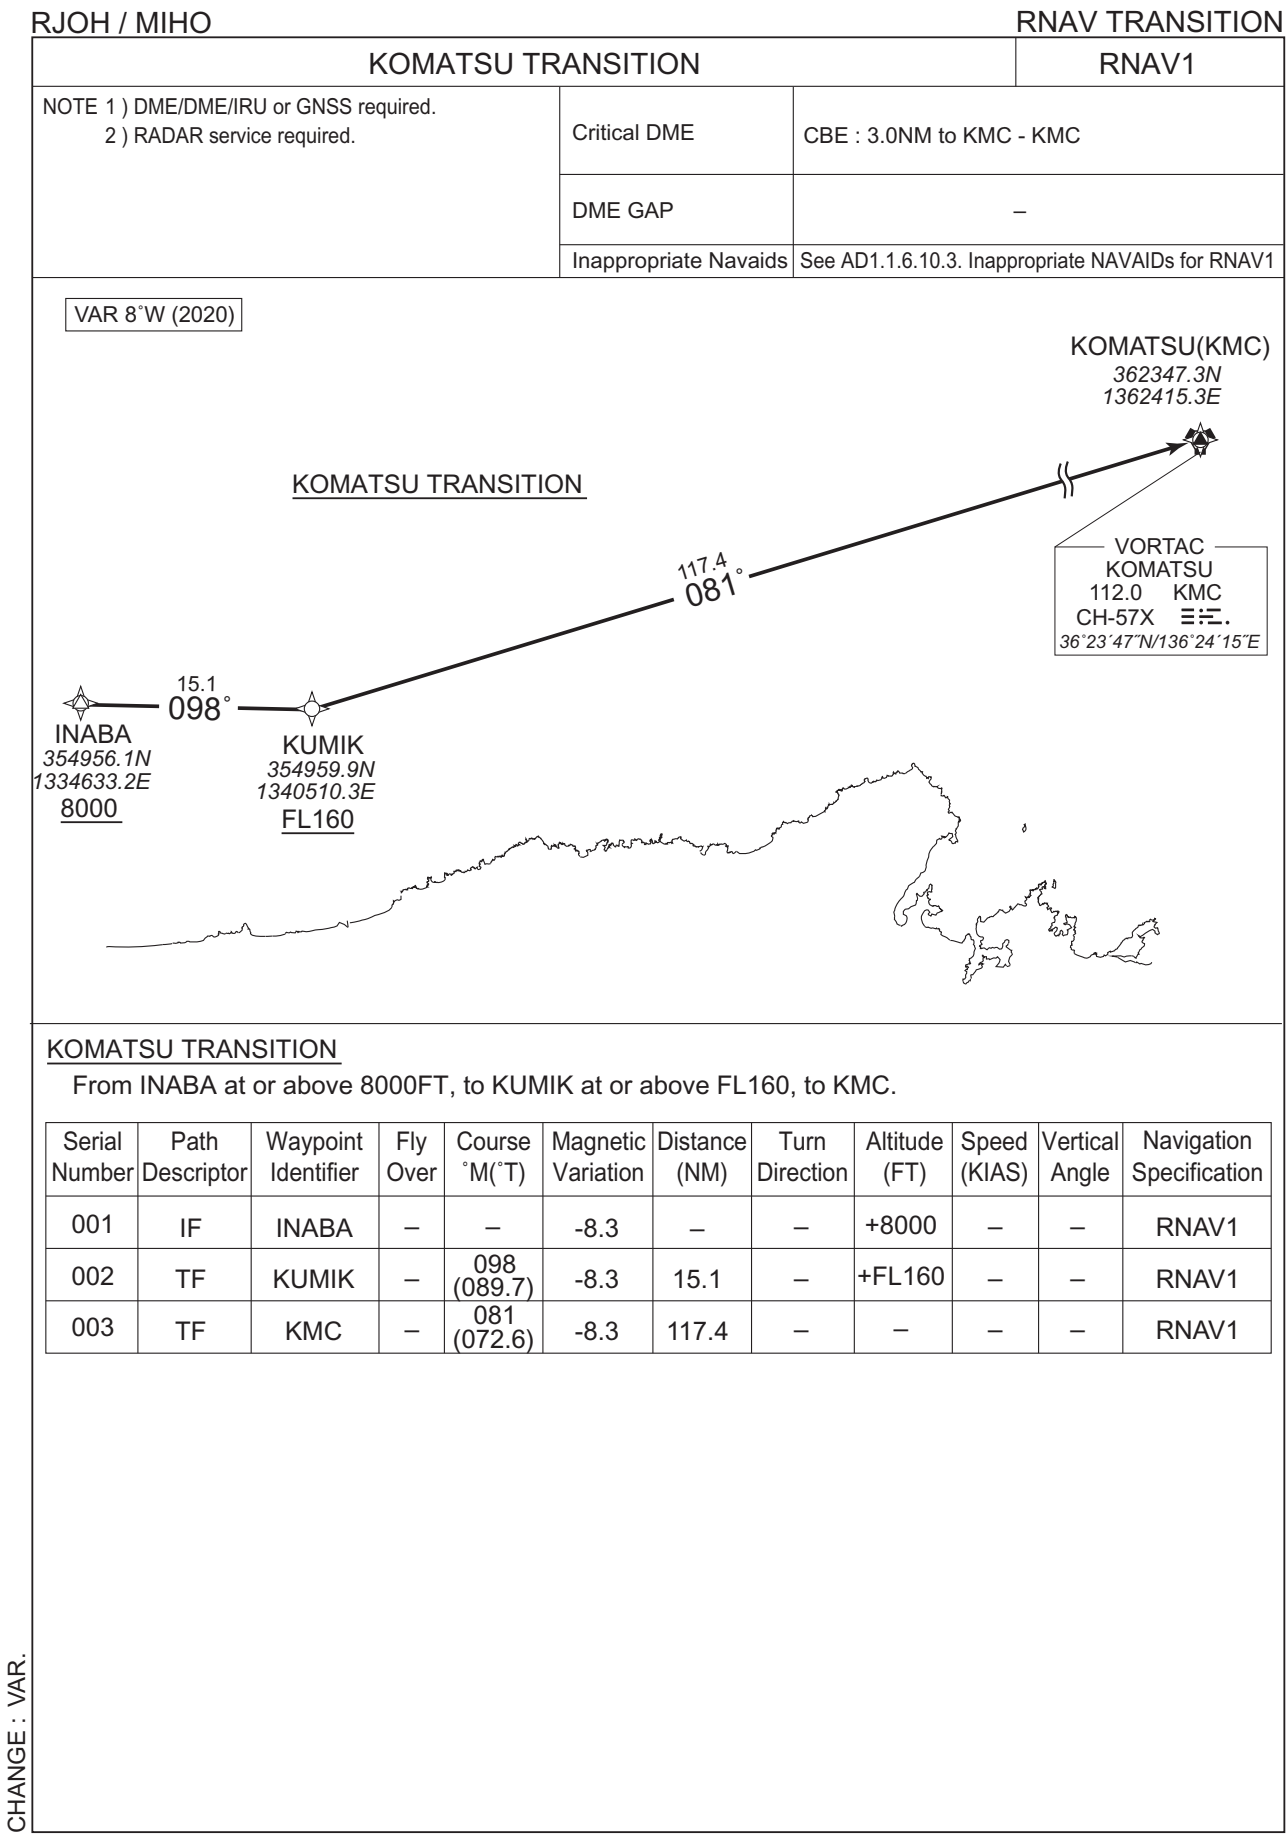 RJOH / MIHO
RNAV TRANSITION
KOMATSU TRANSITION
RNAV1
NOTE 1 ) DME/DME/IRU or GNSS required.
2 ) RADAR service required.
Critical DME
CBE : 3.0NM to KMC - KMC
DME GAP
–
Inappropriate Navaids
See AD1.1.6.10.3. Inappropriate NAVAIDs for RNAV1
VAR 8˚W (2020)
KOMATSU(KMC)
362347.3N
1362415.3E
KOMATSU TRANSITION
117.4
081˚
VORTAC
KOMATSU
112.0 KMC
CH-57X
36˚23´47˝N/136˚24´15˝E
15.1
098˚
INABA
354956.1N
1334633.2E
8000
KUMIK
354959.9N
1340510.3E
FL160
KOMATSU TRANSITION
From INABA at or above 8000FT, to KUMIK at or above FL160, to KMC.
Serial Number Path Descriptor Waypoint Identifier Fly Over Course ˚M(˚T) Magnetic Variation Distance (NM) Turn Direction Altitude (FT) Speed (KIAS) Vertical Angle Navigation Specification
001 IF INABA – – -8.3 – – +8000 – – RNAV1
002 TF KUMIK – 098 (089.7) -8.3 15.1 – +FL160 – – RNAV1
003 TF KMC – 081 (072.6) -8.3 117.4 – – – – RNAV1
CHANGE : VAR.